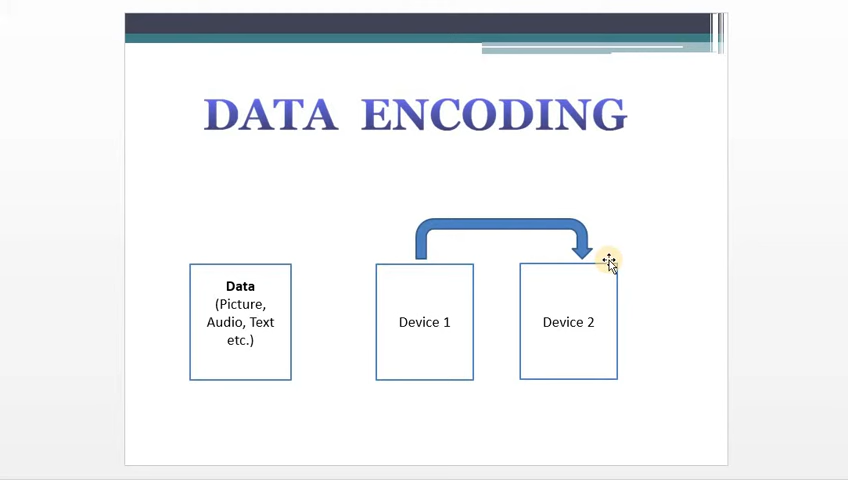 DATA ENCODING
Data
(Picture,
Audio, Text
etc.)
Device 1
Device 2